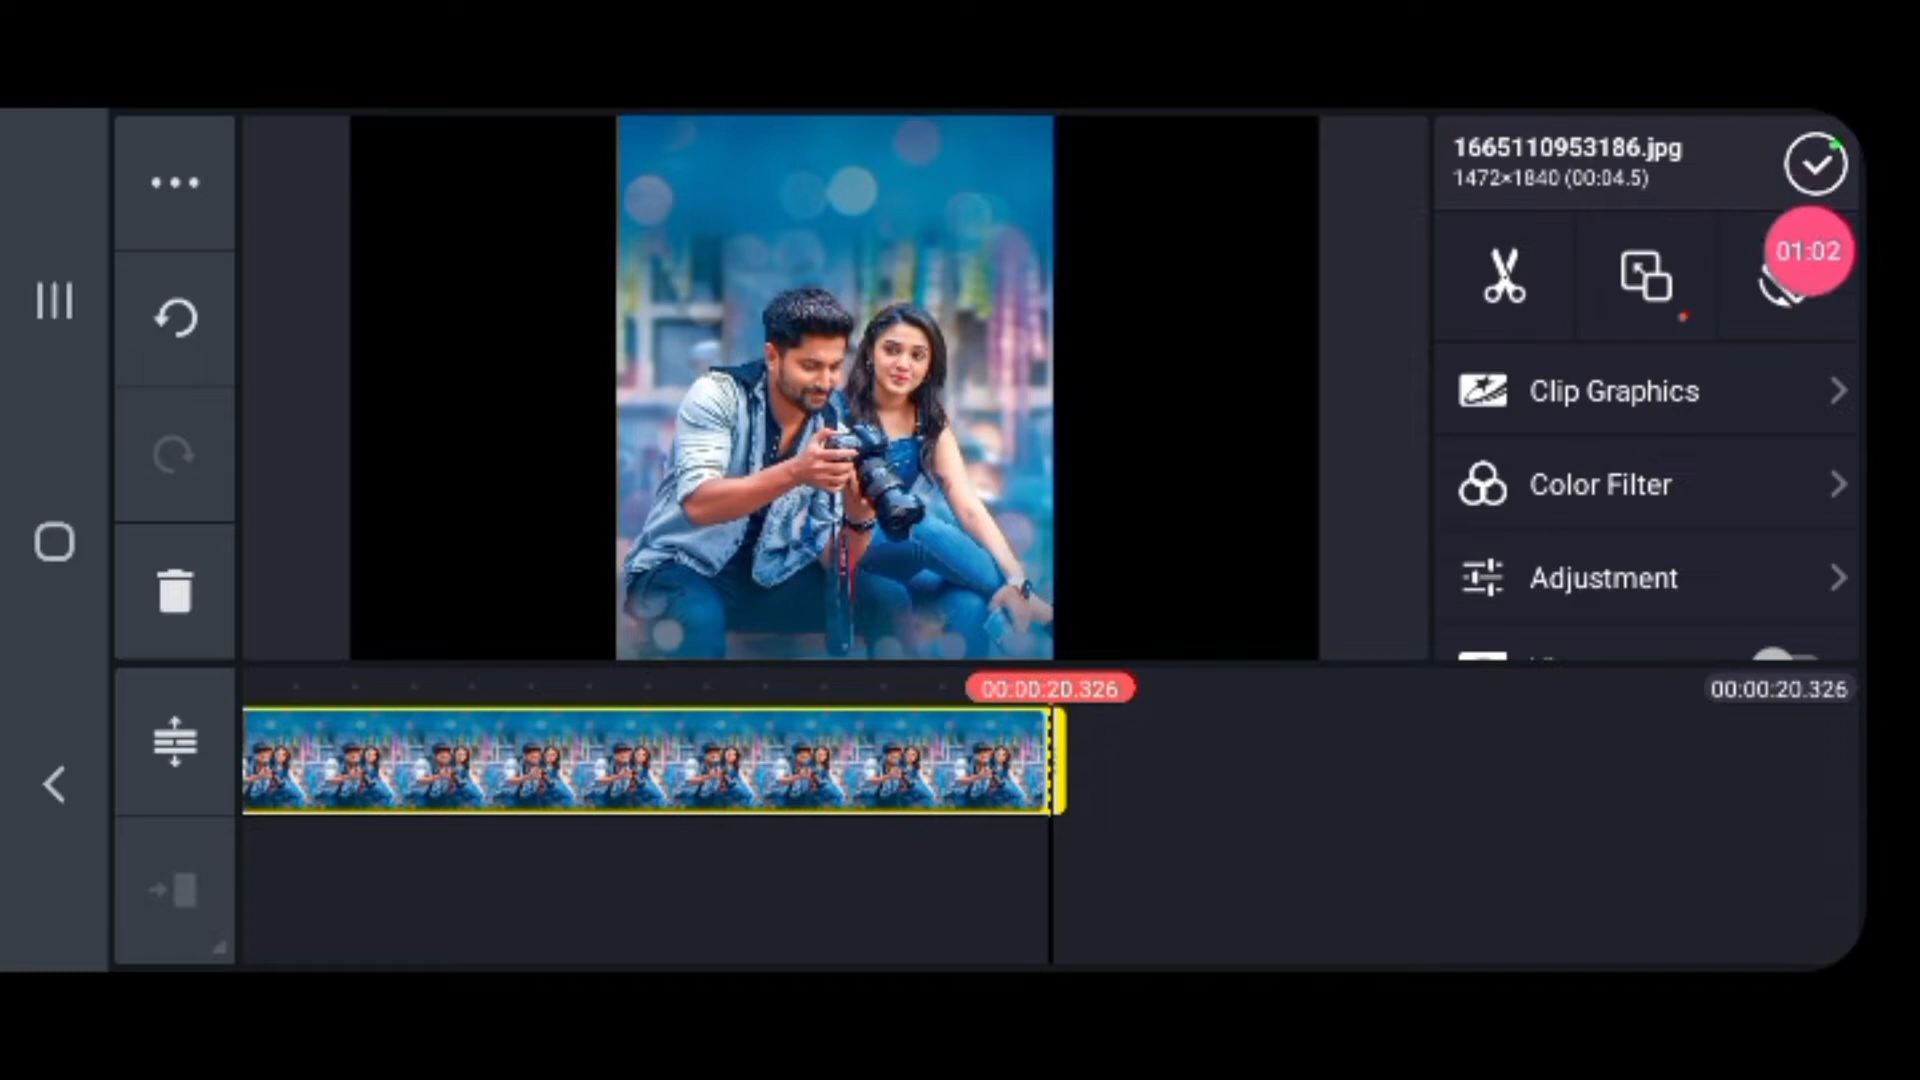 1665110953186.jpg
1472×1840 (00:04.5)
01:02
Clip Graphics
Color Filter
Adjustment
00:00:20.326
00:00:20.326